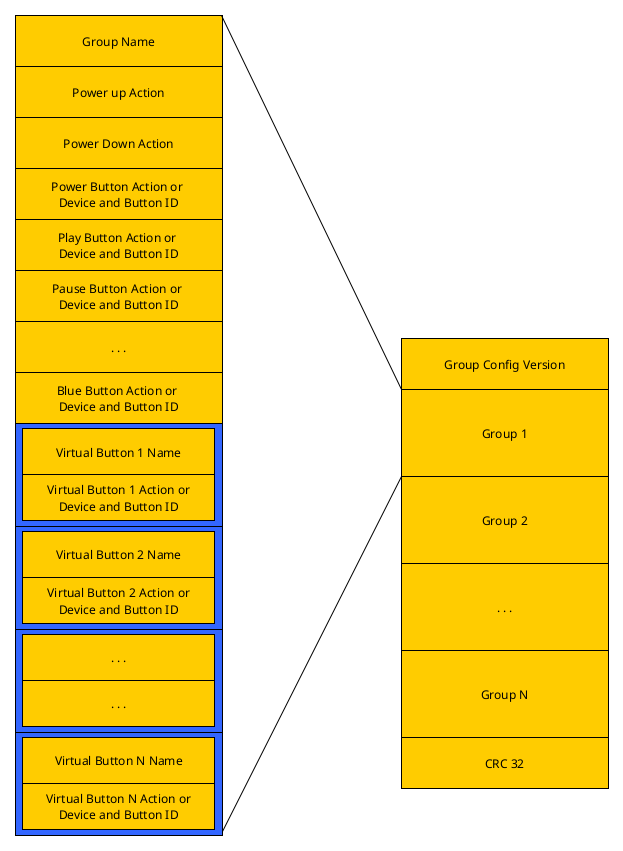 Group Name
Power up Action
Power Down Action
Power Button Action or
Device and Button ID
Play Button Action or
Device and Button ID
Pause Button Action or
Device and Button ID
. . .
Blue Button Action or
Device and Button ID
Virtual Button 1 Name
Virtual Button 1 Action or
Device and Button ID
Virtual Button 2 Name
Virtual Button 2 Action or
Device and Button ID
. . .
. . .
Virtual Button N Name
Virtual Button N Action or
Device and Button ID
Group Config Version
Group 1
Group 2
. . .
Group N
CRC 32